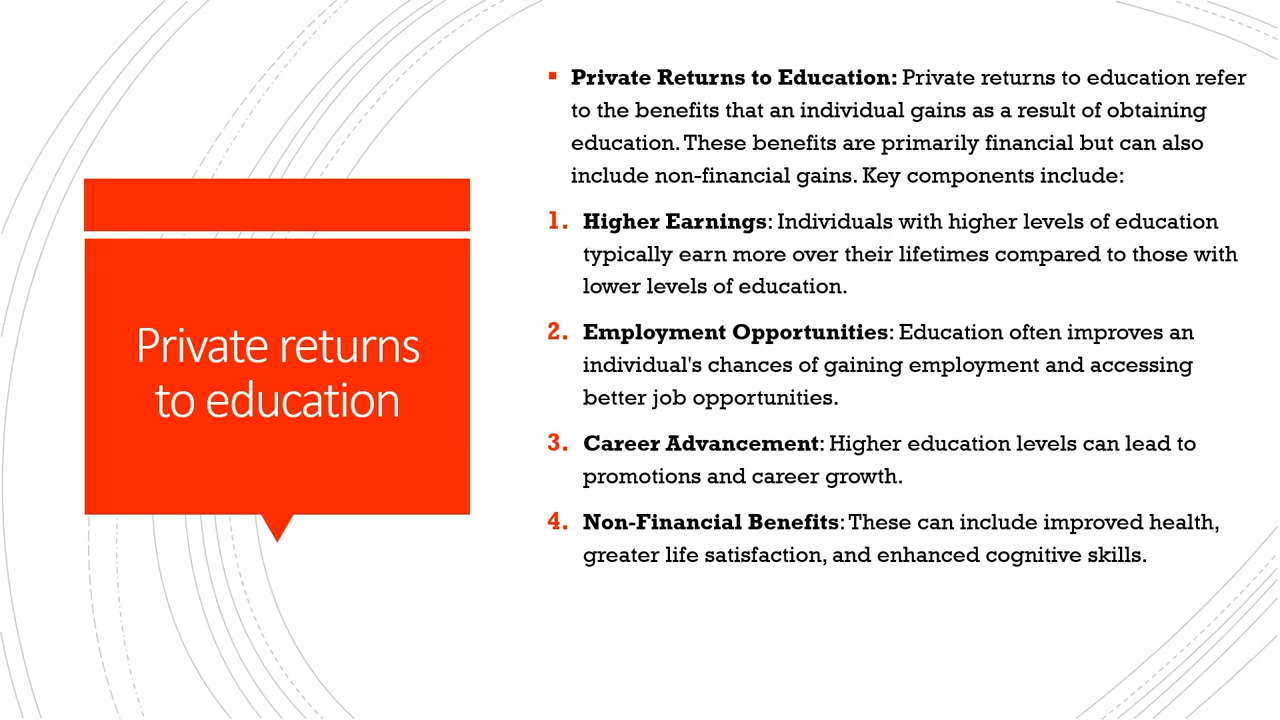 Private returns
to education
▪ Private Returns to Education: Private returns to education refer
to the benefits that an individual gains as a result of obtaining
education. These benefits are primarily financial but can also
include non-financial gains. Key components include:
1. Higher Earnings: Individuals with higher levels of education
typically earn more over their lifetimes compared to those with
lower levels of education.
2. Employment Opportunities: Education often improves an
individual's chances of gaining employment and accessing
better job opportunities.
3. Career Advancement: Higher education levels can lead to
promotions and career growth.
4. Non-Financial Benefits: These can include improved health,
greater life satisfaction, and enhanced cognitive skills.